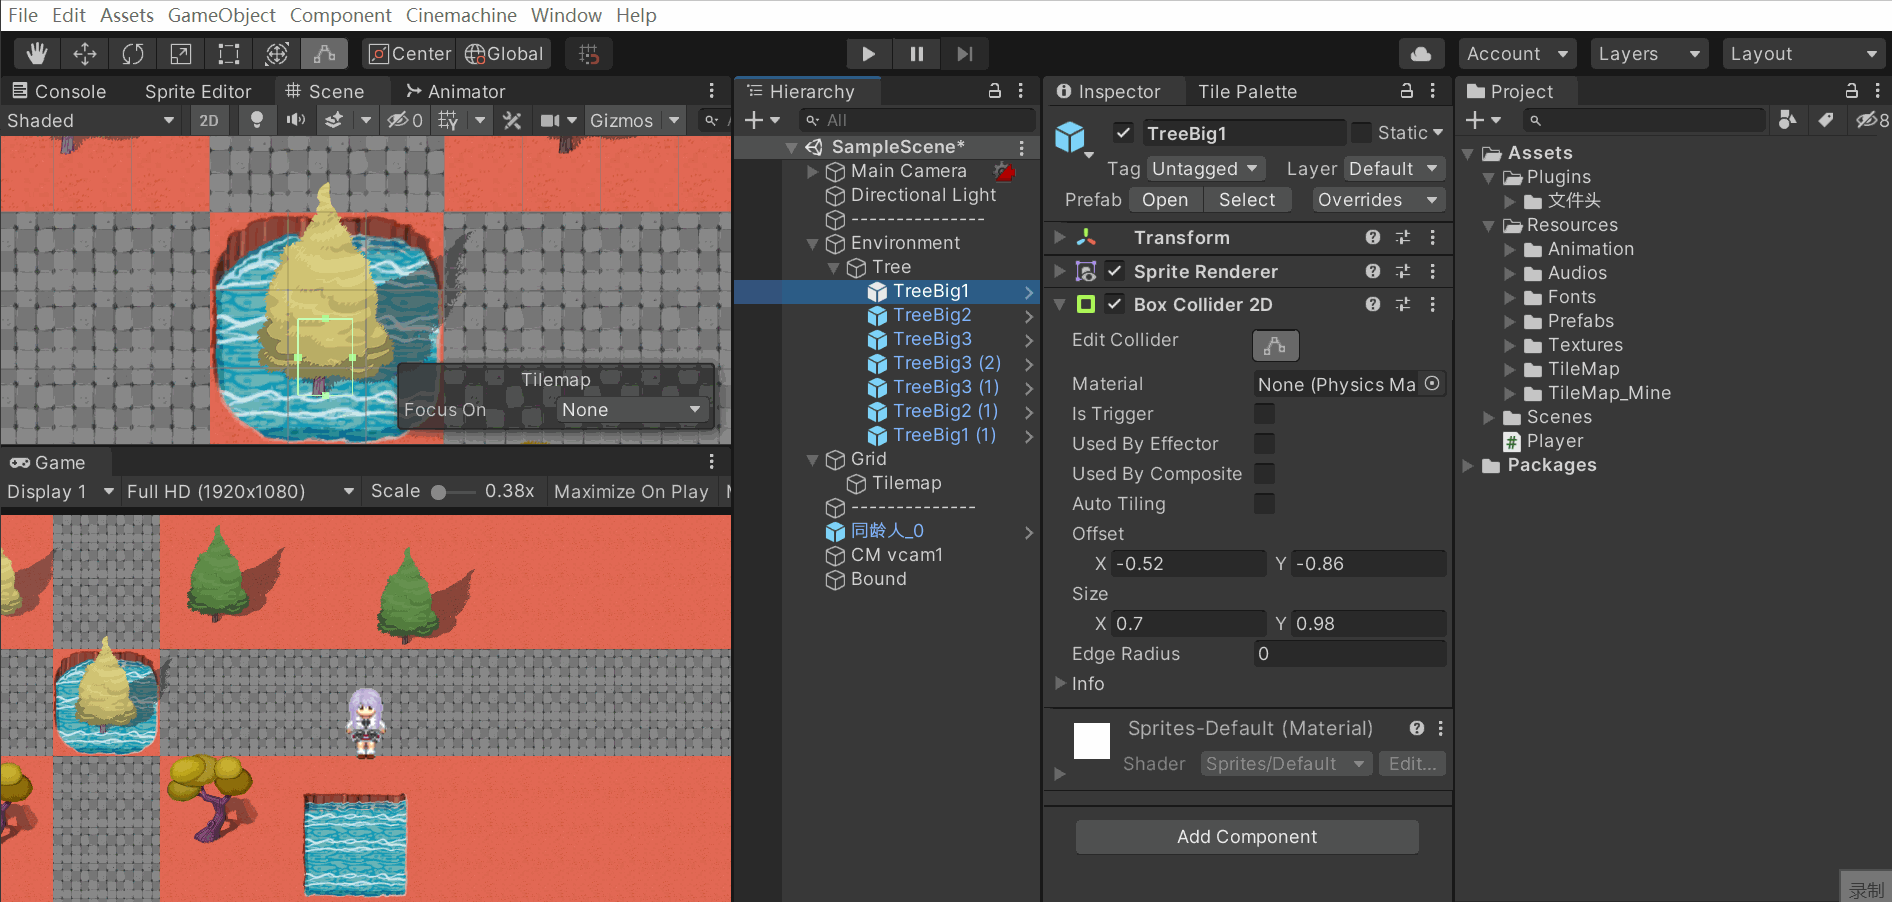 File Edit Assets GameObject Component Cinemachine Window Help
Center Global
Account Layers Layout
Console Sprite Editor Scene Animator
Shaded 2D 0 Gizmos
Tilemap
Focus On None
Game
Display 1 Full HD (1920x1080) Scale 0.38x Maximize On Play
Hierarchy
All
SampleScene*
Main Camera
Directional Light
---------------
Environment
Tree
TreeBig1
TreeBig2
TreeBig3
TreeBig3 (2)
TreeBig3 (1)
TreeBig2 (1)
TreeBig1 (1)
Grid
Tilemap
--------------
同龄人_0
CM vcam1
Bound
Inspector Tile Palette
TreeBig1 Static
Tag Untagged Layer Default
Prefab Open Select Overrides
Transform
Sprite Renderer
Box Collider 2D
Edit Collider
Material None (Physics Ma
Is Trigger
Used By Effector
Used By Composite
Auto Tiling
Offset
X -0.52 Y -0.86
Size
X 0.7 Y 0.98
Edge Radius 0
Info
Sprites-Default (Material)
Shader Sprites/Default Edit...
Add Component
Project
8
Assets
Plugins
文件头
Resources
Animation
Audios
Fonts
Prefabs
Textures
TileMap
TileMap_Mine
Scenes
Player
Packages
录制